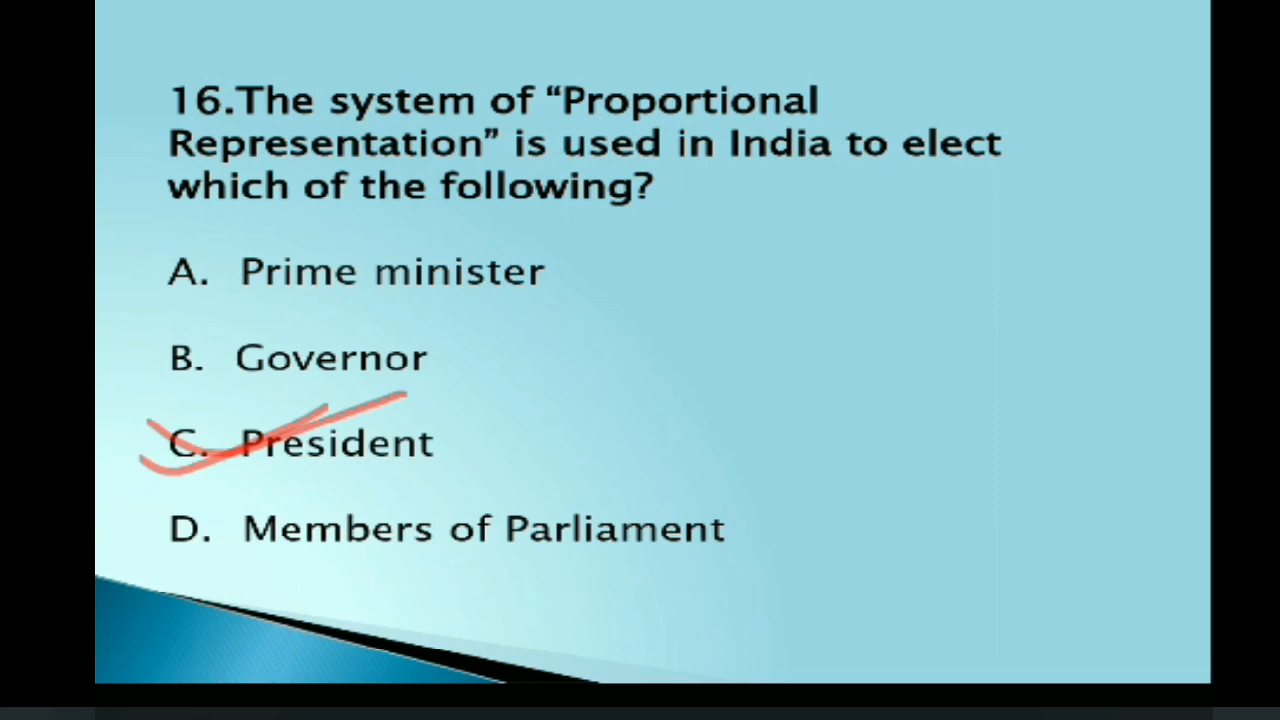 16.The system of “Proportional
Representation” is used in India to elect
which of the following?
A. Prime minister
B. Governor
C. President
D. Members of Parliament